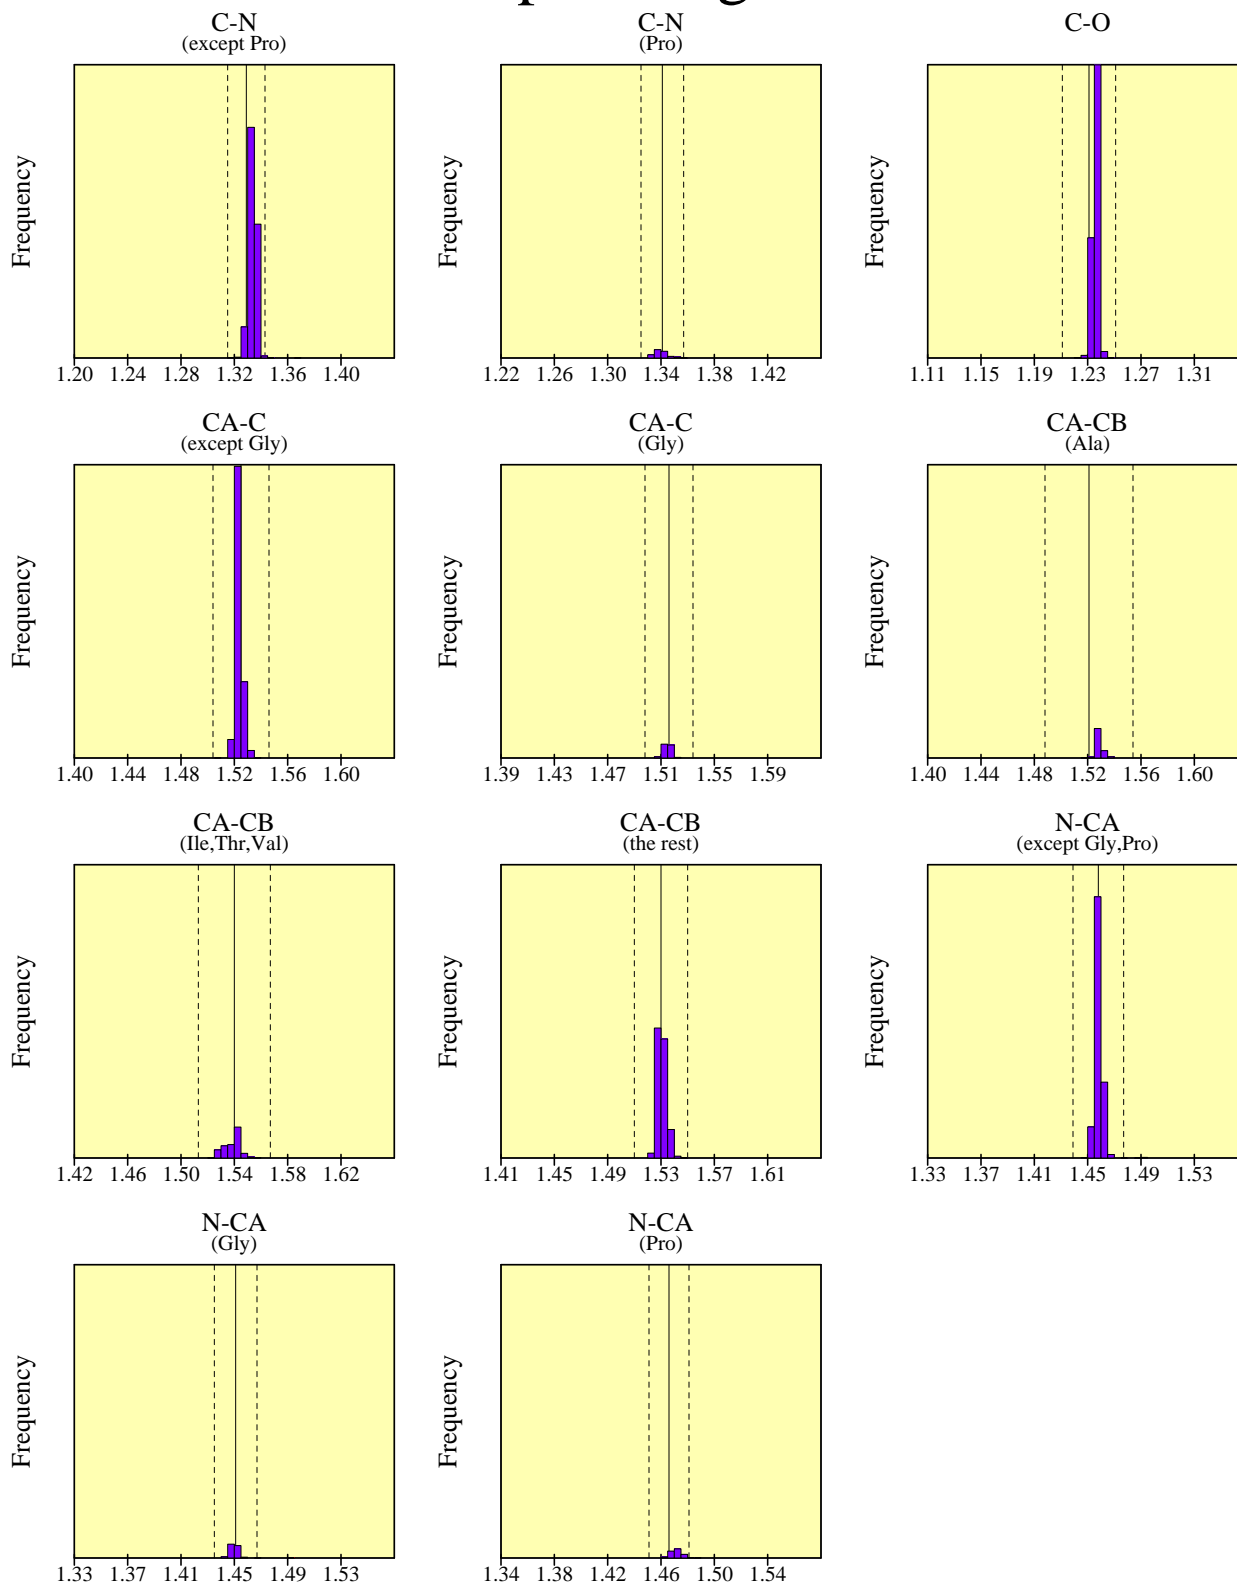 C-N
(except Pro)
Frequency
1.20 1.24 1.28 1.32 1.36 1.40
C-N
(Pro)
Frequency
1.22 1.26 1.30 1.34 1.38 1.42
C-O
Frequency
1.11 1.15 1.19 1.23 1.27 1.31
CA-C
(except Gly)
Frequency
1.40 1.44 1.48 1.52 1.56 1.60
CA-C
(Gly)
Frequency
1.39 1.43 1.47 1.51 1.55 1.59
CA-CB
(Ala)
Frequency
1.40 1.44 1.48 1.52 1.56 1.60
CA-CB
(Ile,Thr,Val)
Frequency
1.42 1.46 1.50 1.54 1.58 1.62
CA-CB
(the rest)
Frequency
1.41 1.45 1.49 1.53 1.57 1.61
N-CA
(except Gly,Pro)
Frequency
1.33 1.37 1.41 1.45 1.49 1.53
N-CA
(Gly)
Frequency
1.33 1.37 1.41 1.45 1.49 1.53
N-CA
(Pro)
Frequency
1.34 1.38 1.42 1.46 1.50 1.54